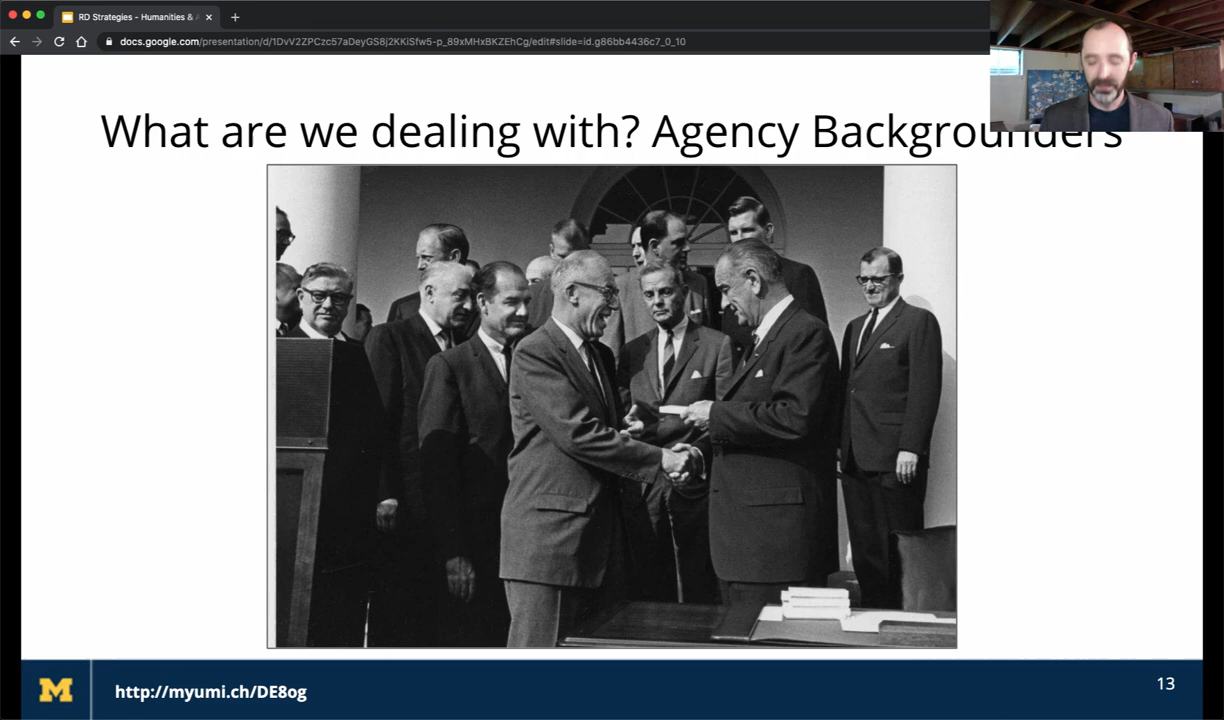 RD Strategies - Humanities & A
docs.google.com/presentation/d/1DvV2ZPCzc57aDeyGS8j2KKiSfw5-p_89xMHxBKZEhCg/edit#slide=id.g86bb4436c7_0_10
What are we dealing with? Agency Backgrounders
M
http://myumi.ch/DE8og
13